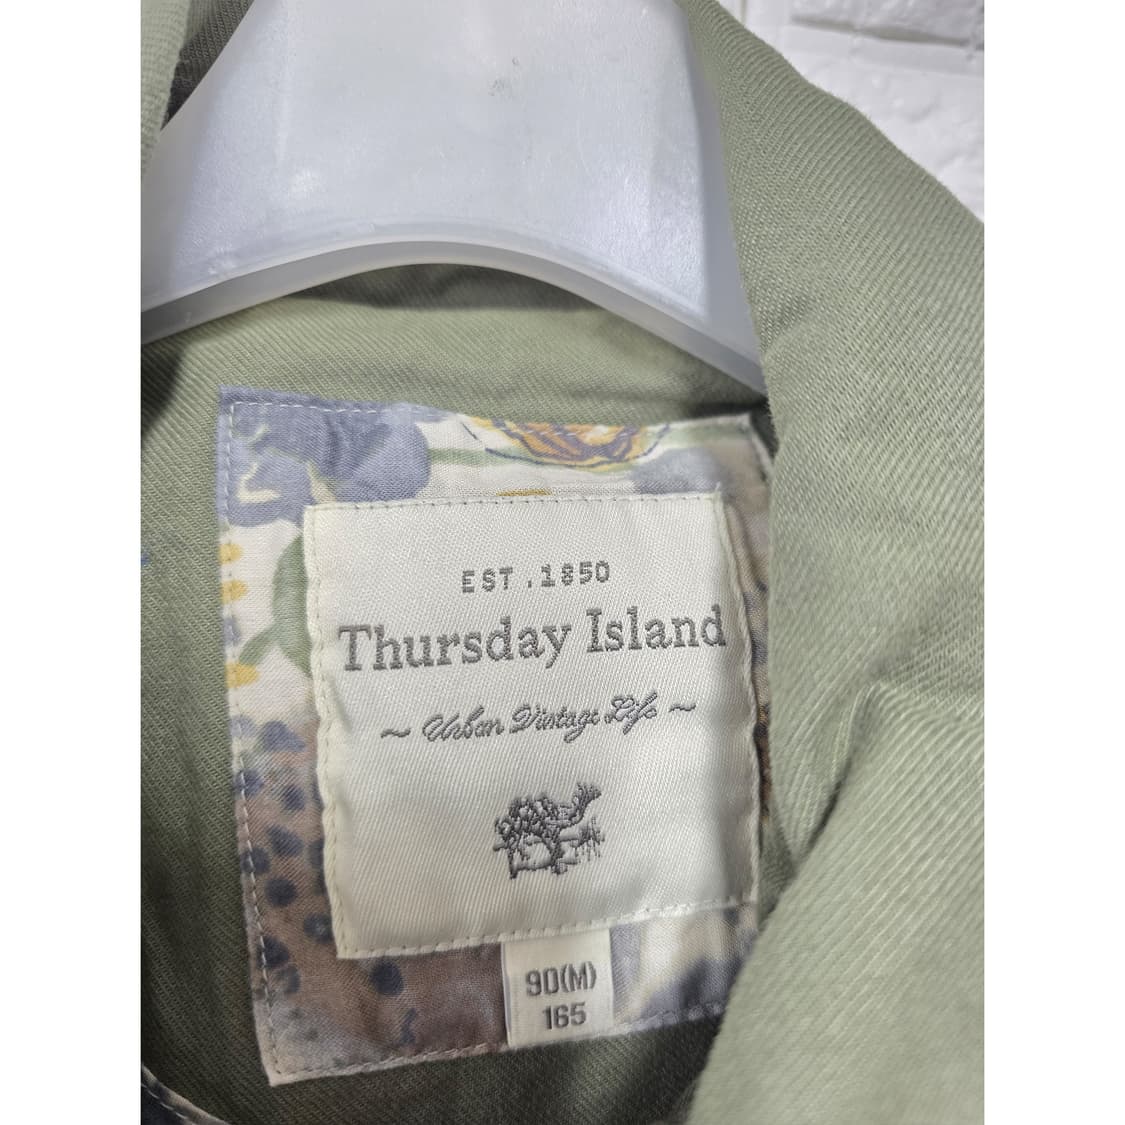 EST.1850
Thursday Island
~ Urban Vintage Life ~
90(M)
165